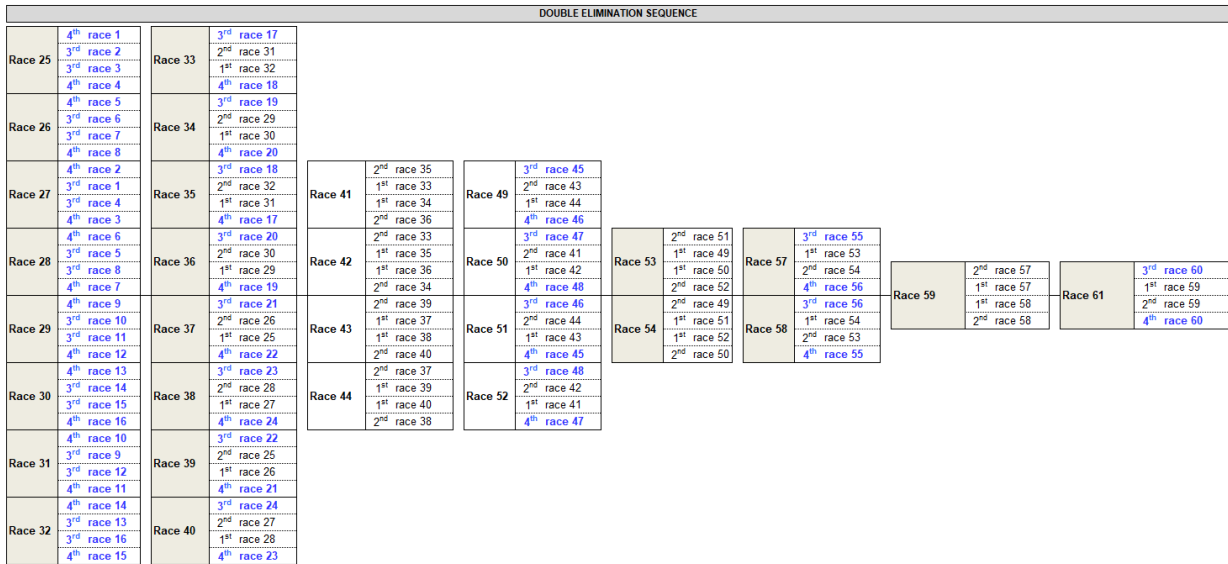 DOUBLE ELIMINATION SEQUENCE
Race 25
4th race 1
3rd race 2
3rd race 3
4th race 4
Race 26
4th race 5
3rd race 6
3rd race 7
4th race 8
Race 27
4th race 2
3rd race 1
3rd race 4
4th race 3
Race 28
4th race 6
3rd race 5
3rd race 8
4th race 7
Race 29
4th race 9
3rd race 10
3rd race 11
4th race 12
Race 30
4th race 13
3rd race 14
3rd race 15
4th race 16
Race 31
4th race 10
3rd race 9
3rd race 12
4th race 11
Race 32
4th race 14
3rd race 13
3rd race 16
4th race 15
Race 33
3rd race 17
2nd race 31
1st race 32
4th race 18
Race 34
3rd race 19
2nd race 29
1st race 30
4th race 20
Race 35
3rd race 18
2nd race 32
1st race 31
4th race 17
Race 36
3rd race 20
2nd race 30
1st race 29
4th race 19
Race 37
3rd race 21
2nd race 26
1st race 25
4th race 22
Race 38
3rd race 23
2nd race 28
1st race 27
4th race 24
Race 39
3rd race 22
2nd race 25
1st race 26
4th race 21
Race 40
3rd race 24
2nd race 27
1st race 28
4th race 23
Race 41
2nd race 35
1st race 33
1st race 34
2nd race 36
Race 42
2nd race 33
1st race 35
1st race 36
2nd race 34
Race 43
2nd race 39
1st race 37
1st race 38
2nd race 40
Race 44
2nd race 37
1st race 39
1st race 40
2nd race 38
Race 49
3rd race 45
2nd race 43
1st race 44
4th race 46
Race 50
3rd race 47
2nd race 41
1st race 42
4th race 48
Race 51
3rd race 46
2nd race 44
1st race 43
4th race 45
Race 52
3rd race 48
2nd race 42
1st race 41
4th race 47
Race 53
2nd race 51
1st race 49
1st race 50
2nd race 52
Race 54
2nd race 49
1st race 51
1st race 52
2nd race 50
Race 57
3rd race 55
1st race 53
2nd race 54
4th race 56
Race 58
3rd race 56
1st race 54
2nd race 53
4th race 55
Race 59
2nd race 57
1st race 57
1st race 58
2nd race 58
Race 61
3rd race 60
1st race 59
2nd race 59
4th race 60